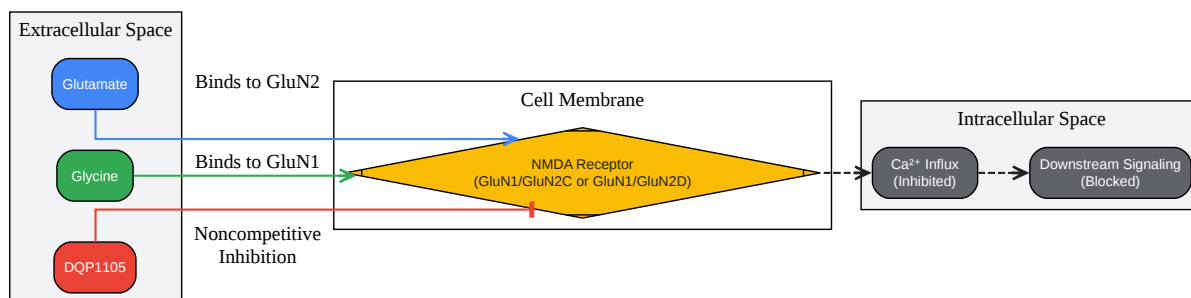 Extracellular Space
Glutamate
Glycine
DQP1105
Binds to GluN2
Binds to GluN1
Noncompetitive
Inhibition
Cell Membrane
NMDA Receptor
(GluN1/GluN2C or GluN1/GluN2D)
Intracellular Space
Ca²⁺ Influx
(Inhibited)
Downstream Signaling
(Blocked)